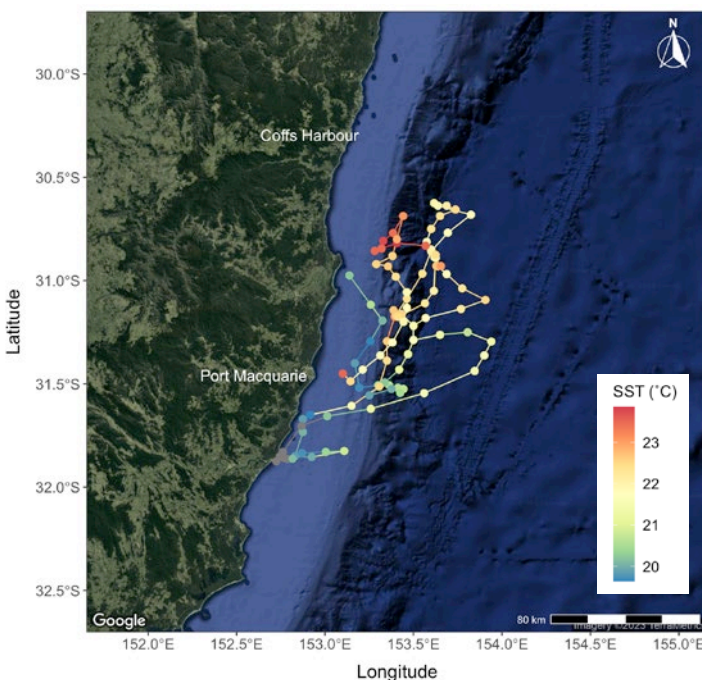 N
30.0°S
Coffs Harbour
30.5°S
31.0°S
Latitude
Port Macquarie
31.5°S
SST (°C)
23
22
21
20
32.0°S
32.5°S
Google
80 km
Imagery ©2023 TerraMetrics
152.0°E
152.5°E
153.0°E
153.5°E
154.0°E
154.5°E
155.0°E
Longitude